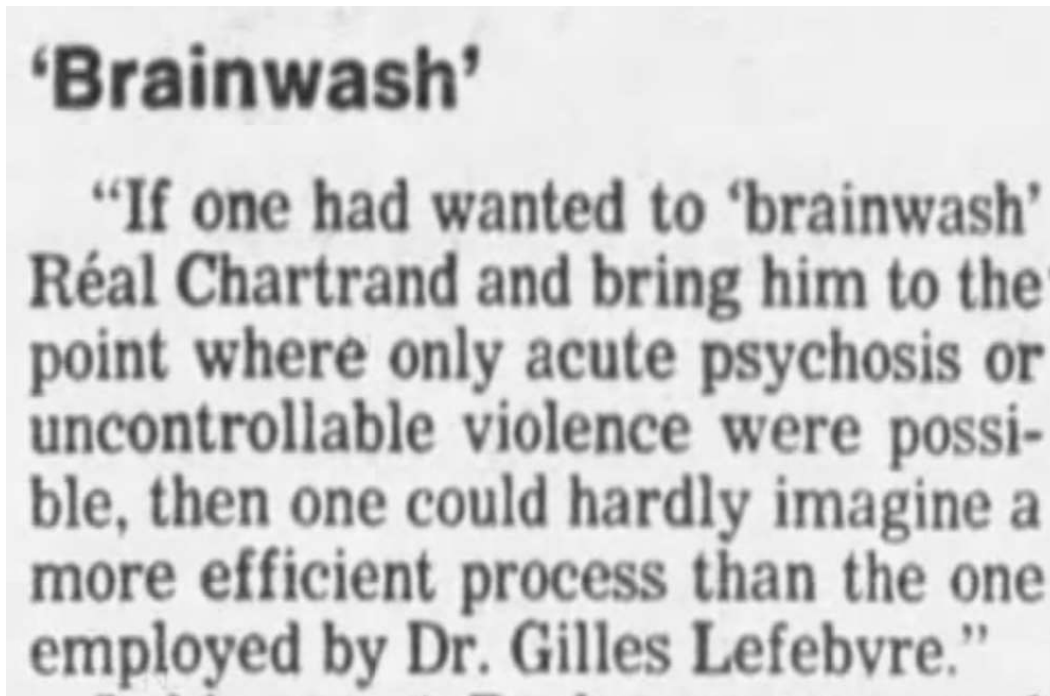 ‘Brainwash’
“If one had wanted to ‘brainwash’
Réal Chartrand and bring him to the
point where only acute psychosis or
uncontrollable violence were possi-
ble, then one could hardly imagine a
more efficient process than the one
employed by Dr. Gilles Lefebvre.”